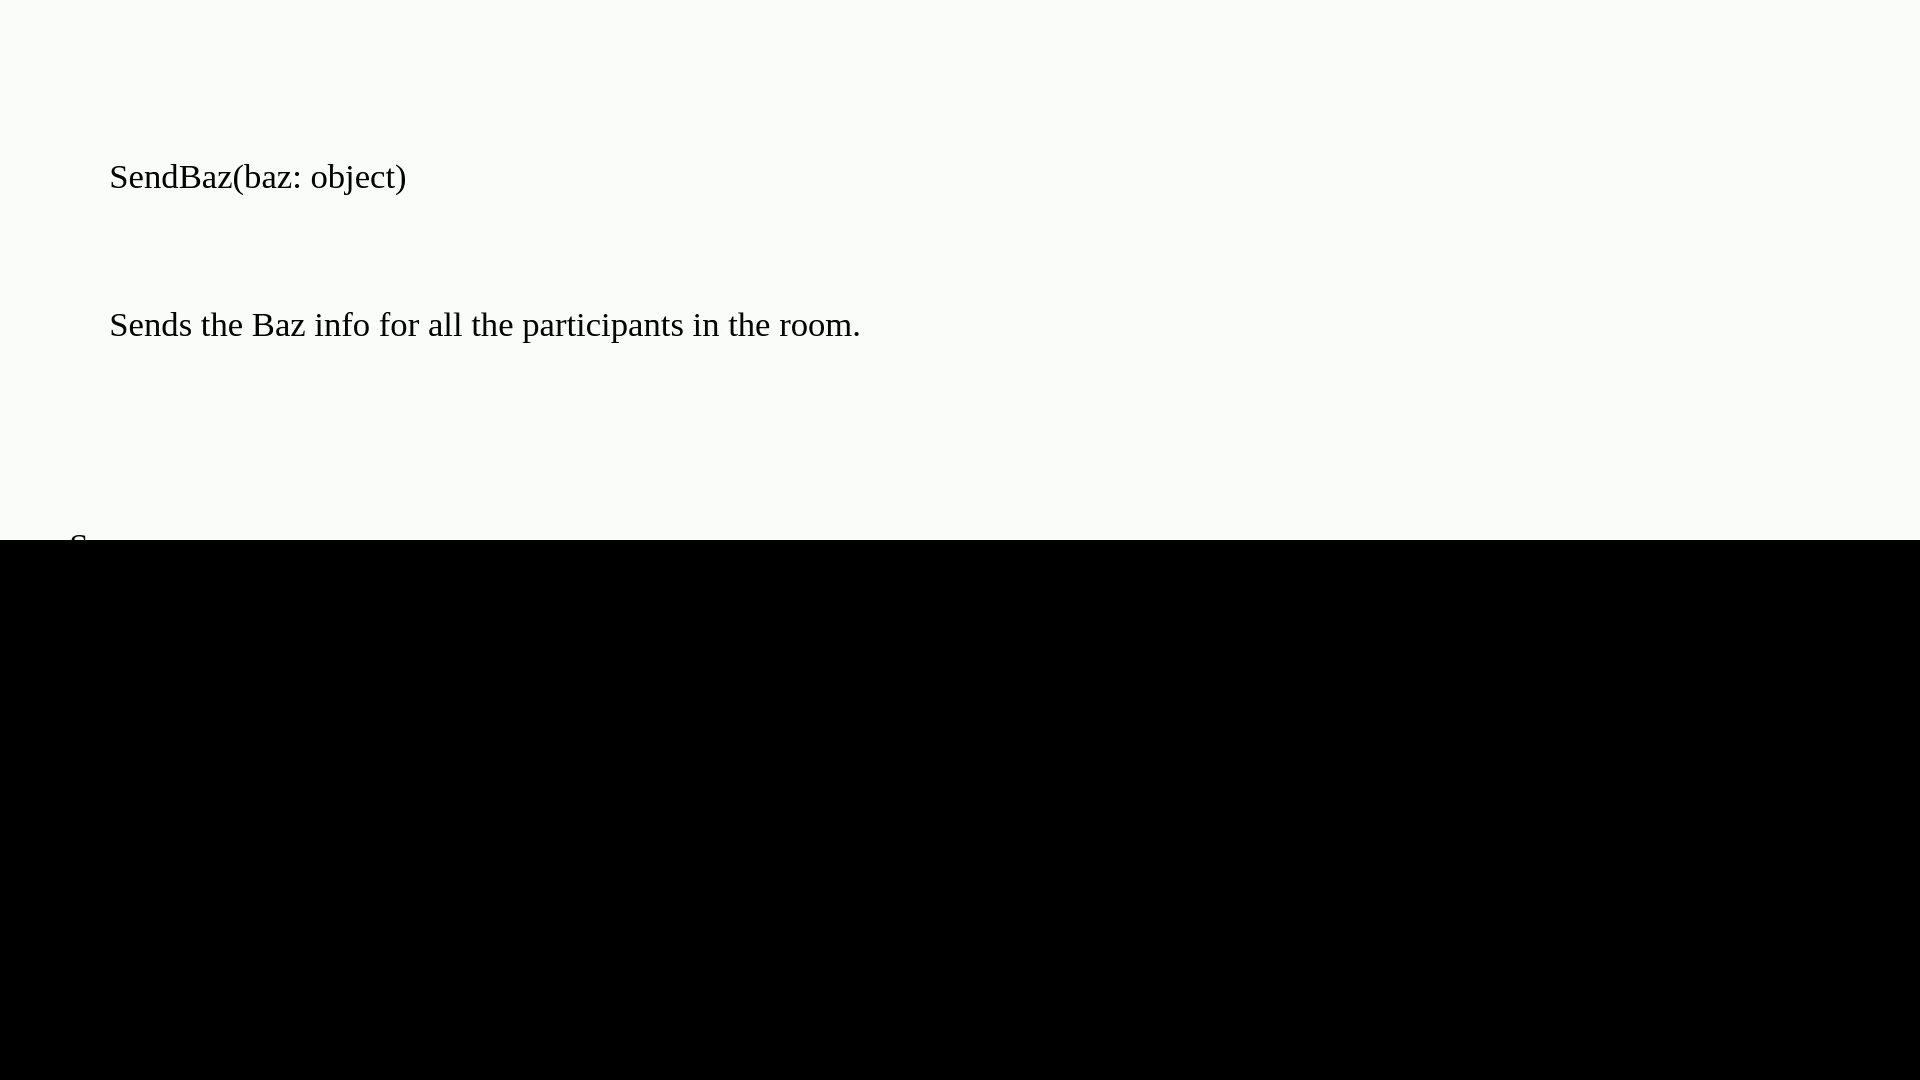 SendBaz(baz: object)
Sends the Baz info for all the participants in the room.